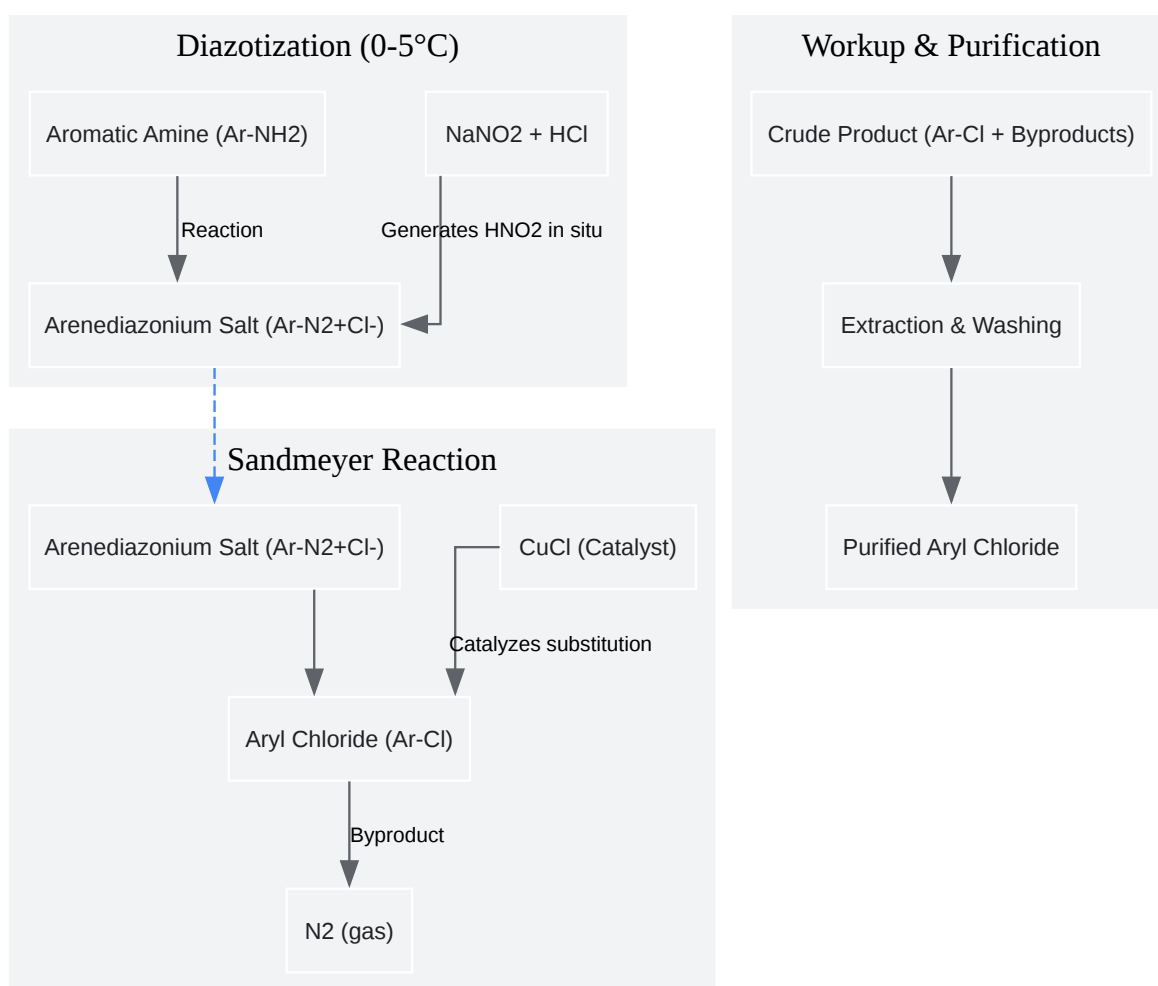 Diazotization (0-5°C)
Aromatic Amine (Ar-NH2)
NaNO2 + HCl
Reaction
Generates HNO2 in situ
Arenediazonium Salt (Ar-N2+Cl-)
Sandmeyer Reaction
Arenediazonium Salt (Ar-N2+Cl-)
CuCl (Catalyst)
Catalyzes substitution
Aryl Chloride (Ar-Cl)
Byproduct
N2 (gas)
Workup & Purification
Crude Product (Ar-Cl + Byproducts)
Extraction & Washing
Purified Aryl Chloride